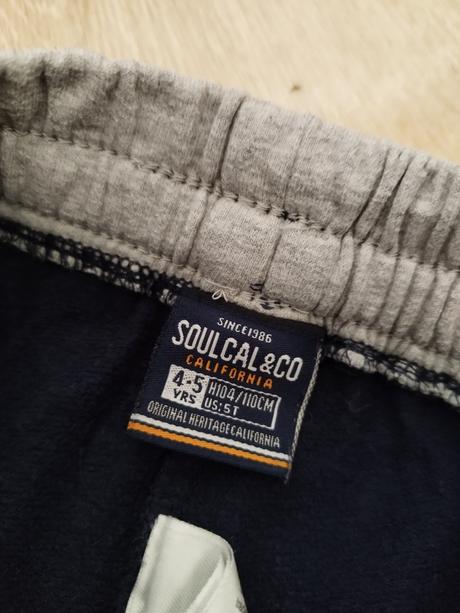 SINCE1986
SOULCAL&CO
CALIFORNIA
4-5 YRS
H104/110CM
US:5T
ORIGINAL HERITAGE CALIFORNIA